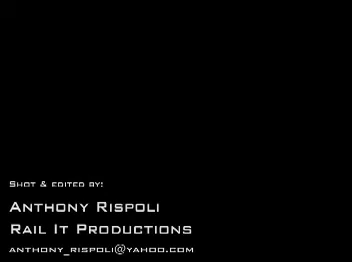 Shot & edited by:
Anthony Rispoli
Rail It Productions
anthony_rispoli@yahoo.com